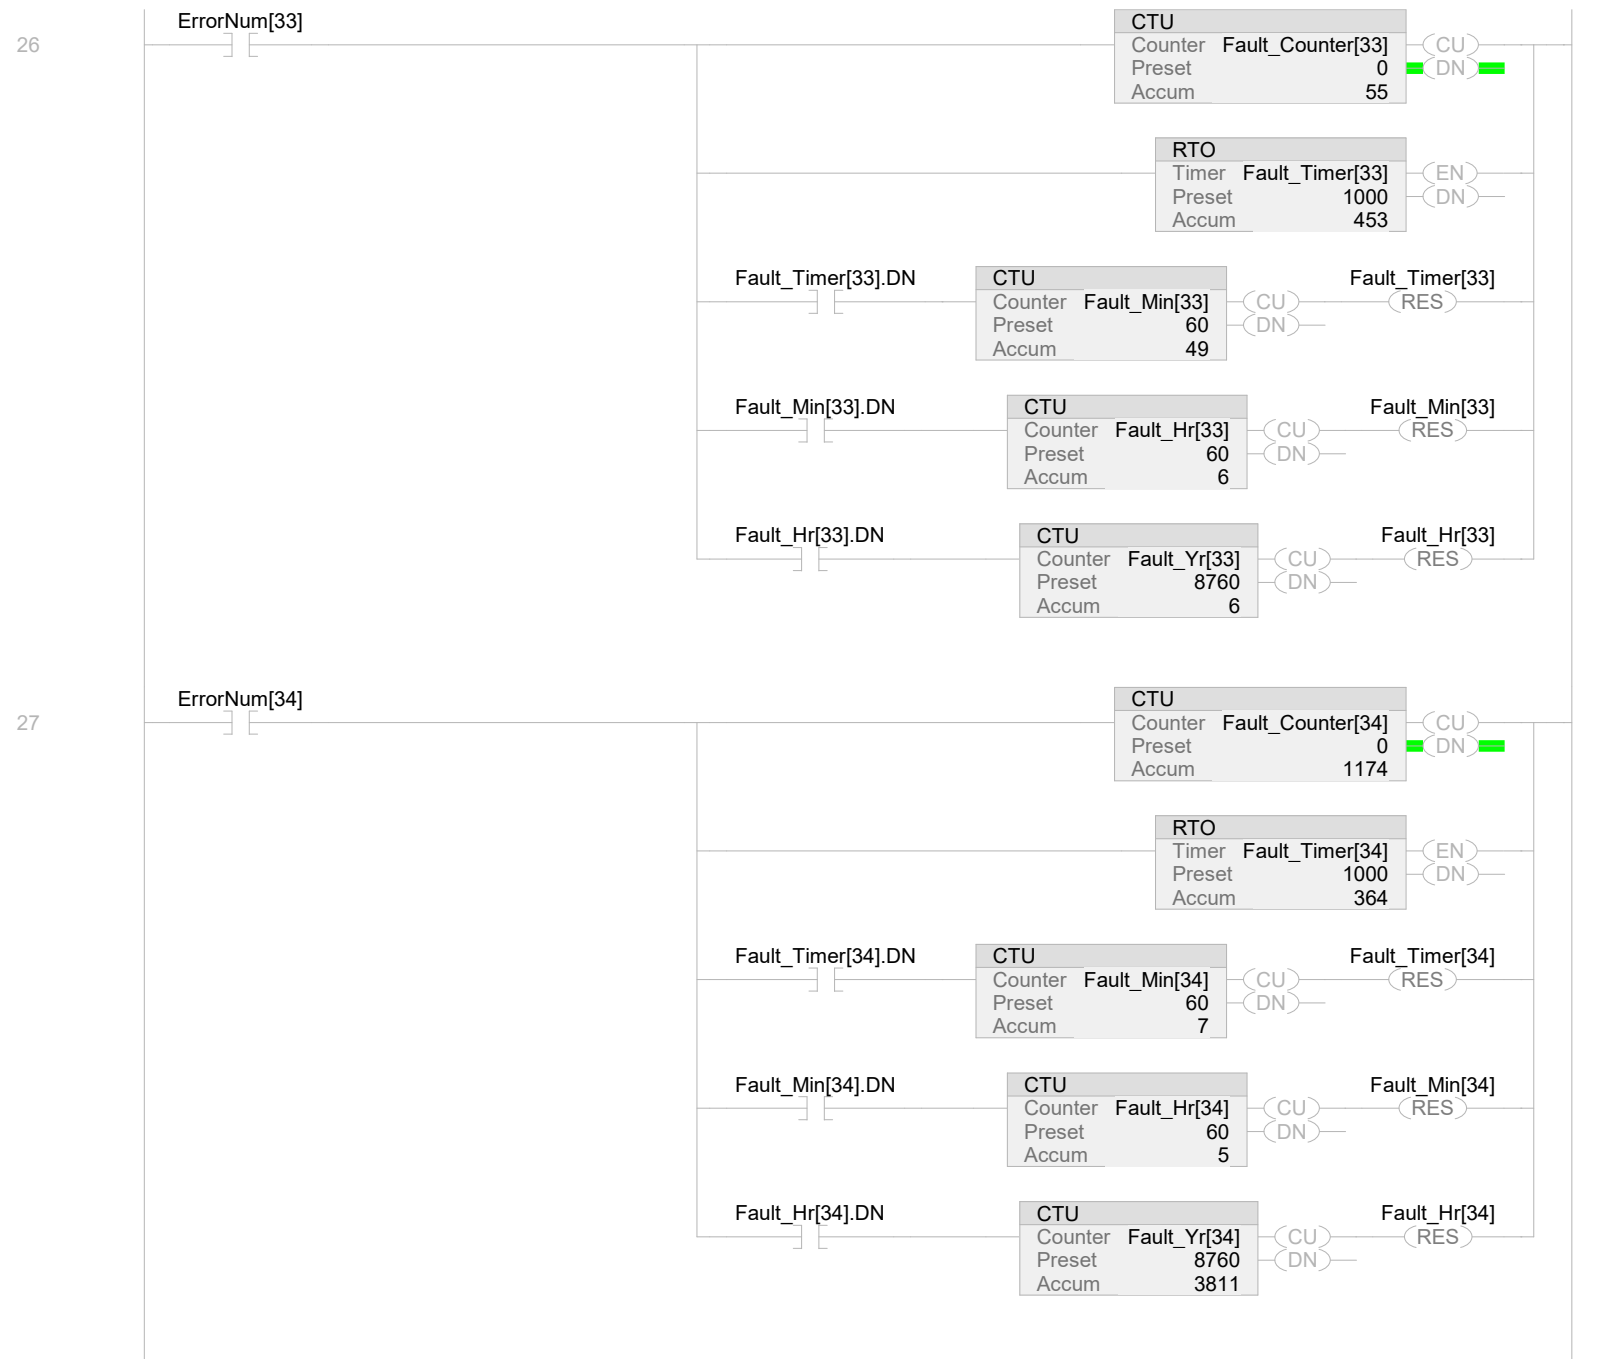 ErrorNum[33]
26
CTU
Counter Fault_Counter[33] CU
Preset 0 DN
Accum 55
RTO
Timer Fault_Timer[33] EN
Preset 1000 DN
Accum 453
Fault_Timer[33].DN
CTU
Fault_Timer[33]
Counter Fault_Min[33] CU RES
Preset 60 DN
Accum 49
Fault_Min[33].DN
CTU
Fault_Min[33]
Counter Fault_Hr[33] CU RES
Preset 60 DN
Accum 6
Fault_Hr[33].DN
CTU
Fault_Hr[33]
Counter Fault_Yr[33] CU RES
Preset 8760 DN
Accum 6
ErrorNum[34]
27
CTU
Counter Fault_Counter[34] CU
Preset 0 DN
Accum 1174
RTO
Timer Fault_Timer[34] EN
Preset 1000 DN
Accum 364
Fault_Timer[34].DN
CTU
Fault_Timer[34]
Counter Fault_Min[34] CU RES
Preset 60 DN
Accum 7
Fault_Min[34].DN
CTU
Fault_Min[34]
Counter Fault_Hr[34] CU RES
Preset 60 DN
Accum 5
Fault_Hr[34].DN
CTU
Fault_Hr[34]
Counter Fault_Yr[34] CU RES
Preset 8760 DN
Accum 3811